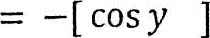 = -[ cos y ]